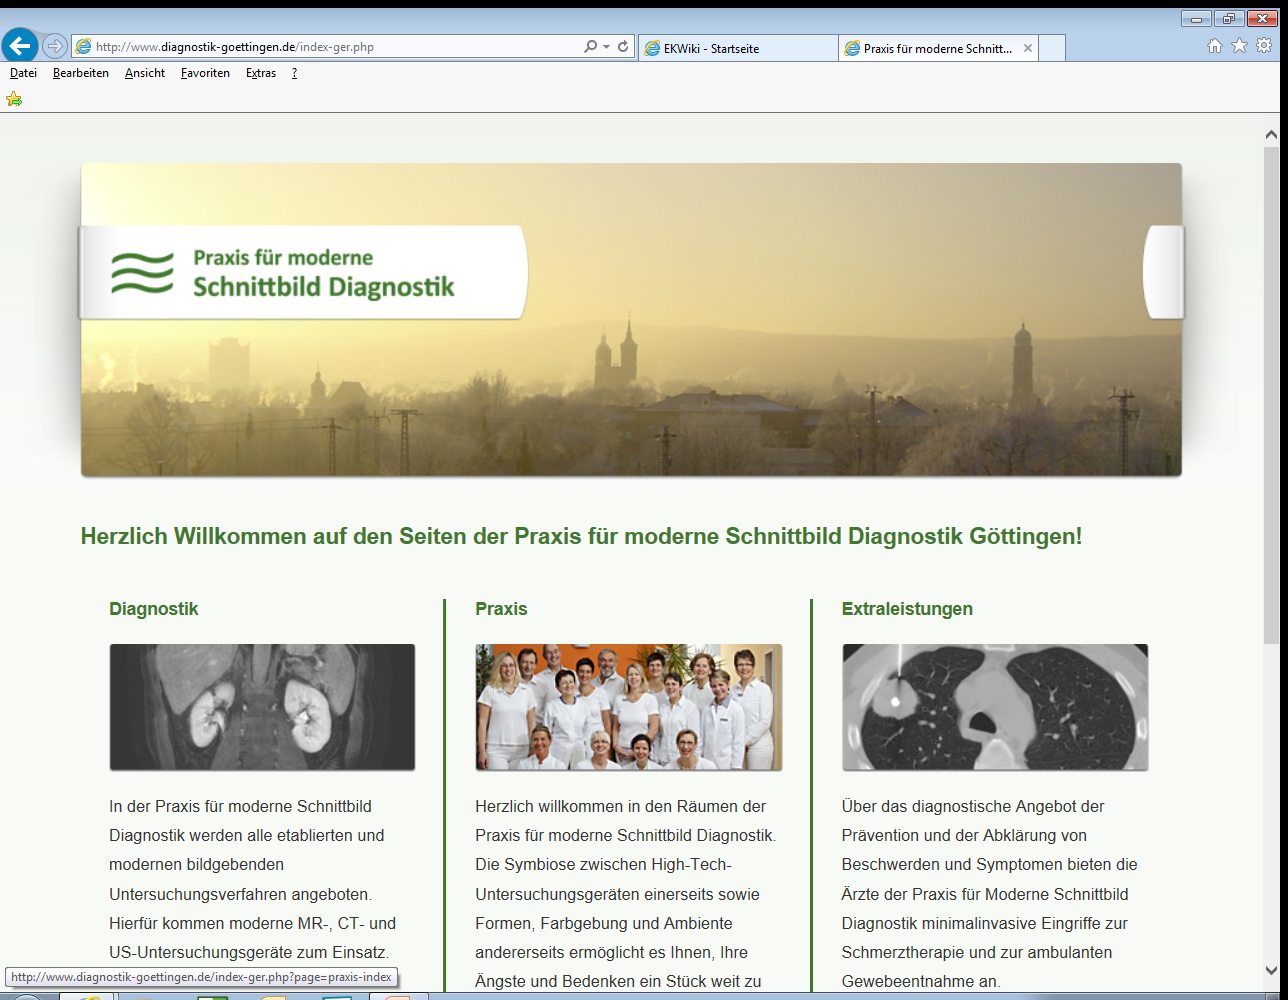 http://www.diagnostik-goettingen.de/index-ger.php
EKWiki - Startseite
Praxis für moderne Schnitt...
Datei Bearbeiten Ansicht Favoriten Extras ?
Praxis für moderne
Schnittbild Diagnostik
Herzlich Willkommen auf den Seiten der Praxis für moderne Schnittbild Diagnostik Göttingen!
Diagnostik
In der Praxis für moderne Schnittbild
Diagnostik werden alle etablierten und
modernen bildgebenden
Untersuchungsverfahren angeboten.
Hierfür kommen moderne MR-, CT- und
US-Untersuchungsgeräte zum Einsatz.
Praxis
Herzlich willkommen in den Räumen der
Praxis für moderne Schnittbild Diagnostik.
Die Symbiose zwischen High-Tech-
Untersuchungsgeräten einerseits sowie
Formen, Farbgebung und Ambiente
andererseits ermöglicht es Ihnen, Ihre
Ängste und Bedenken ein Stück weit zu
Extraleistungen
Über das diagnostische Angebot der
Prävention und der Abklärung von
Beschwerden und Symptomen bieten die
Ärzte der Praxis für Moderne Schnittbild
Diagnostik minimalinvasive Eingriffe zur
Schmerztherapie und zur ambulanten
Gewebeentnahme an.
http://www.diagnostik-goettingen.de/index-ger.php?page=praxis-index